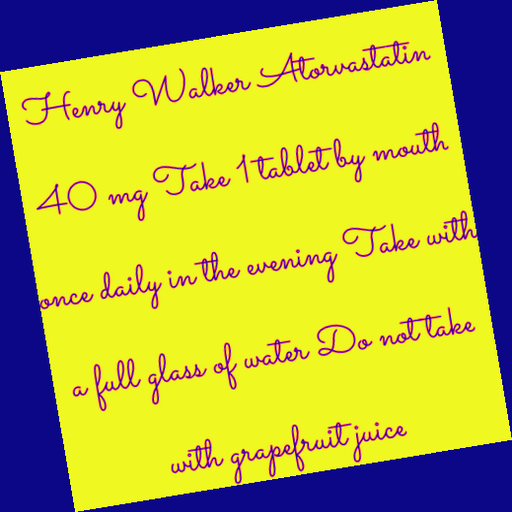 Henry Walker Atorvastatin
40 mg Take 1 tablet by mouth
once daily in the evening Take with
a full glass of water Do not take
with grapefruit juice